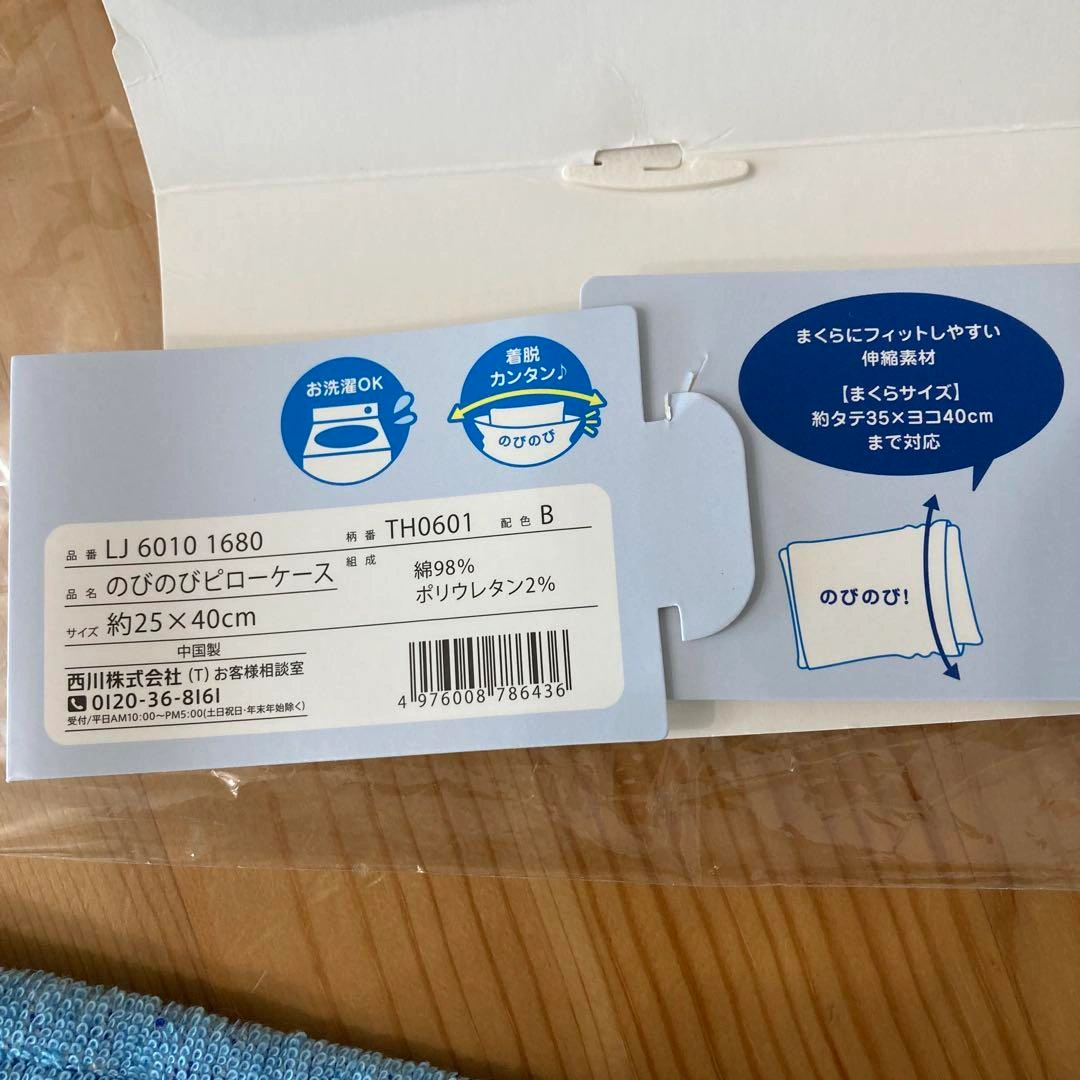 お洗濯OK
着脱
カンタン♪
のびのび
品番 LJ 6010 1680 柄番 TH0601 配色 B
品名 のびのびピローケース 組成 綿98%
ポリウレタン2%
サイズ 約25×40cm
中国製
西川株式会社 (T) お客様相談室
0120-36-8161
受付/平日AM10:00〜PM5:00(土日祝日・年末年始除く)
4 976008 786436
まくらにフィットしやすい
伸縮素材
【まくらサイズ】
約タテ35×ヨコ40cm
まで対応
のびのび!